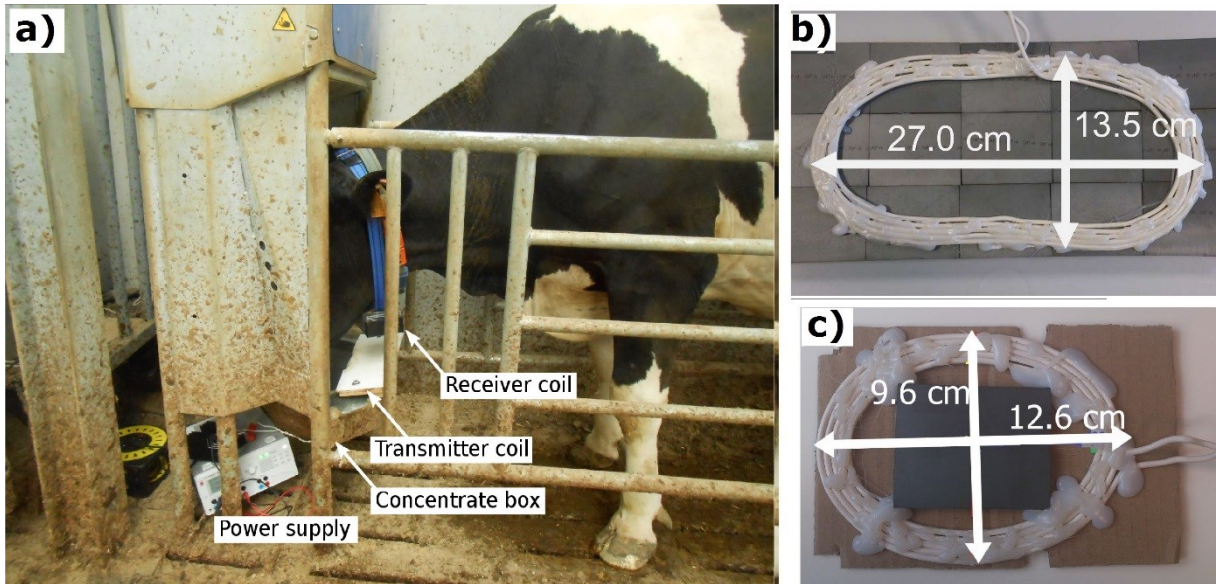 a)
Receiver coil
Transmitter coil
Concentrate box
Power supply
b)
27.0 cm
13.5 cm
c)
9.6 cm
12.6 cm